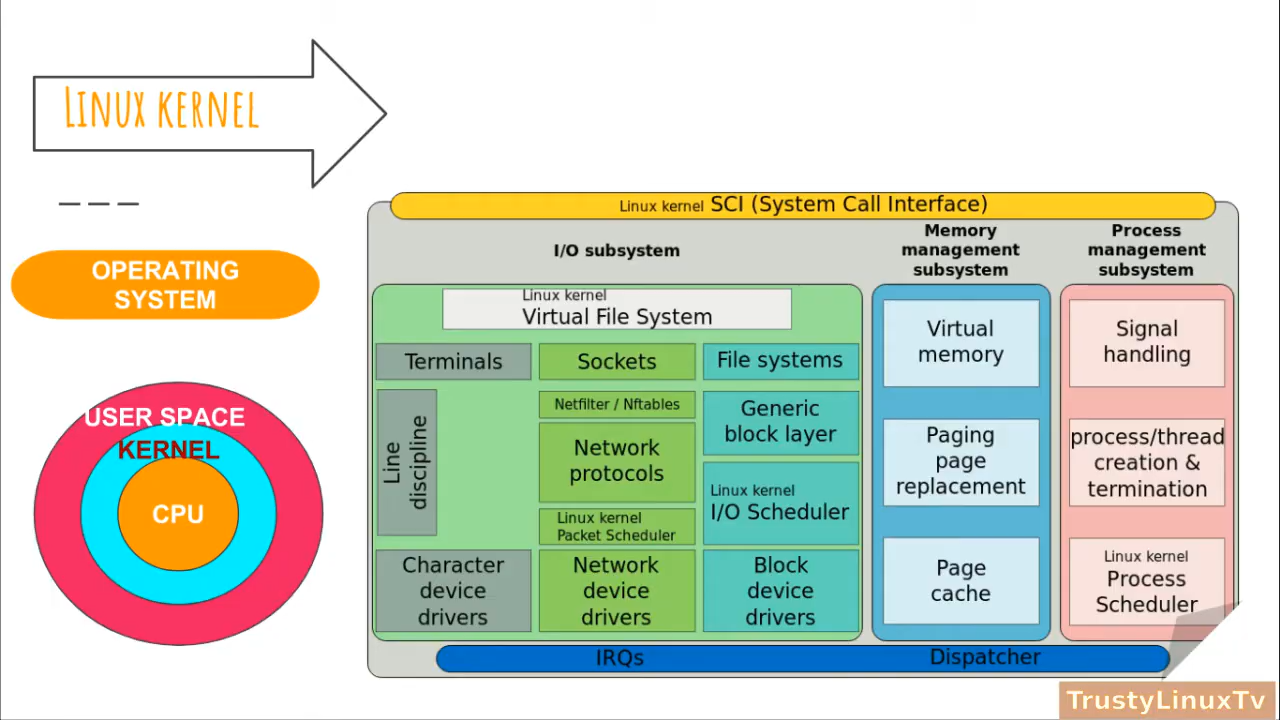 Linux kernel
OPERATING
SYSTEM
USER SPACE
KERNEL
CPU
Linux kernel SCI (System Call Interface)
I/O subsystem
Memory
management
subsystem
Process
management
subsystem
Linux kernel
Virtual File System
Terminals
Sockets
File systems
Line
discipline
Netfilter / Nftables
Network
protocols
Linux kernel
Packet Scheduler
Generic
block layer
Linux kernel
I/O Scheduler
Character
device
drivers
Network
device
drivers
Block
device
drivers
Virtual
memory
Paging
page
replacement
Page
cache
Signal
handling
process/thread
creation &
termination
Linux kernel
Process
Scheduler
IRQs
Dispatcher
TrustyLinuxTv